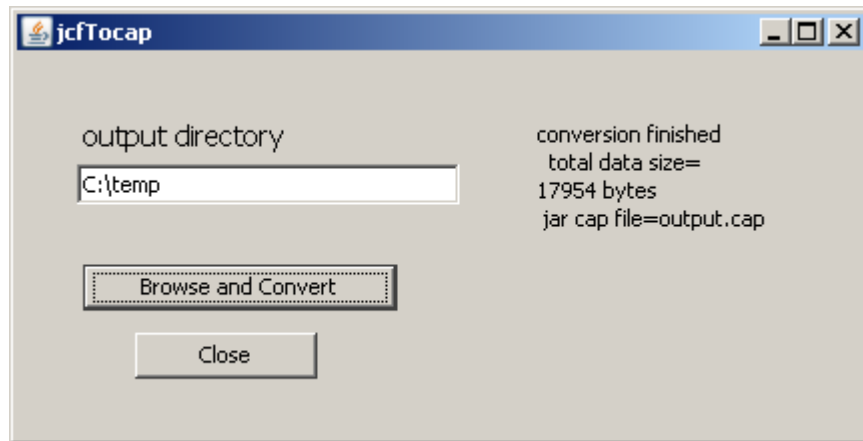 jcfTocap
output directory
C:\temp
Browse and Convert
Close
conversion finished
total data size=
17954 bytes
jar cap file=output.cap